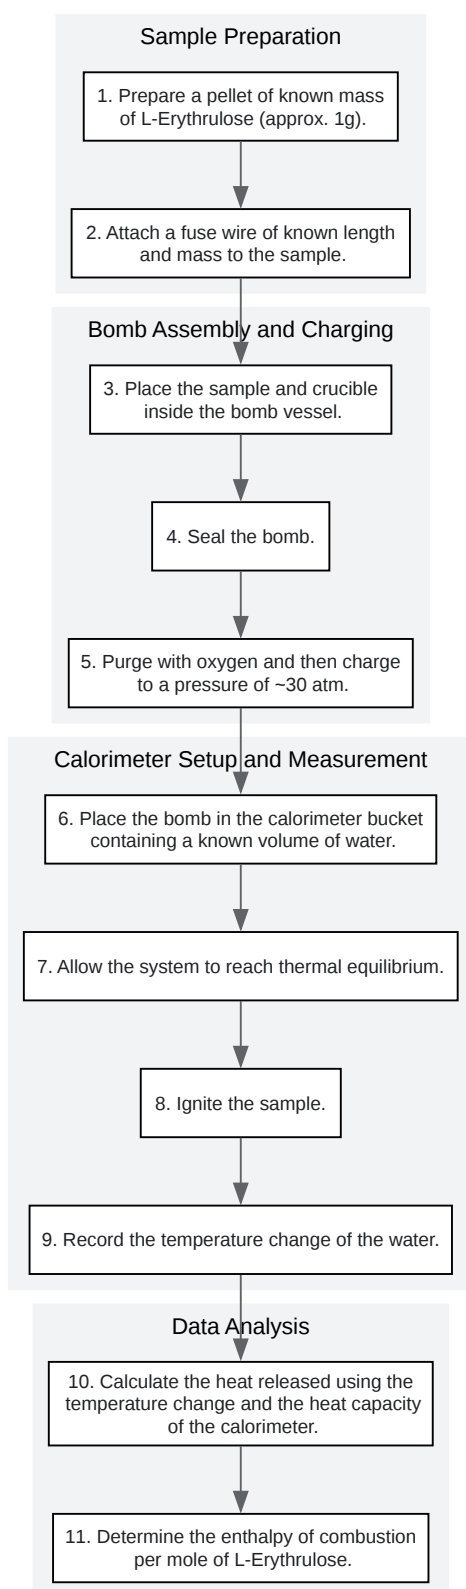 Sample Preparation
1. Prepare a pellet of known mass
of L-Erythrulose (approx. 1g).
2. Attach a fuse wire of known length
and mass to the sample.
Bomb Assembly and Charging
3. Place the sample and crucible
inside the bomb vessel.
4. Seal the bomb.
5. Purge with oxygen and then charge
to a pressure of ~30 atm.
Calorimeter Setup and Measurement
6. Place the bomb in the calorimeter bucket
containing a known volume of water.
7. Allow the system to reach thermal equilibrium.
8. Ignite the sample.
9. Record the temperature change of the water.
Data Analysis
10. Calculate the heat released using the
temperature change and the heat capacity
of the calorimeter.
11. Determine the enthalpy of combustion
per mole of L-Erythrulose.